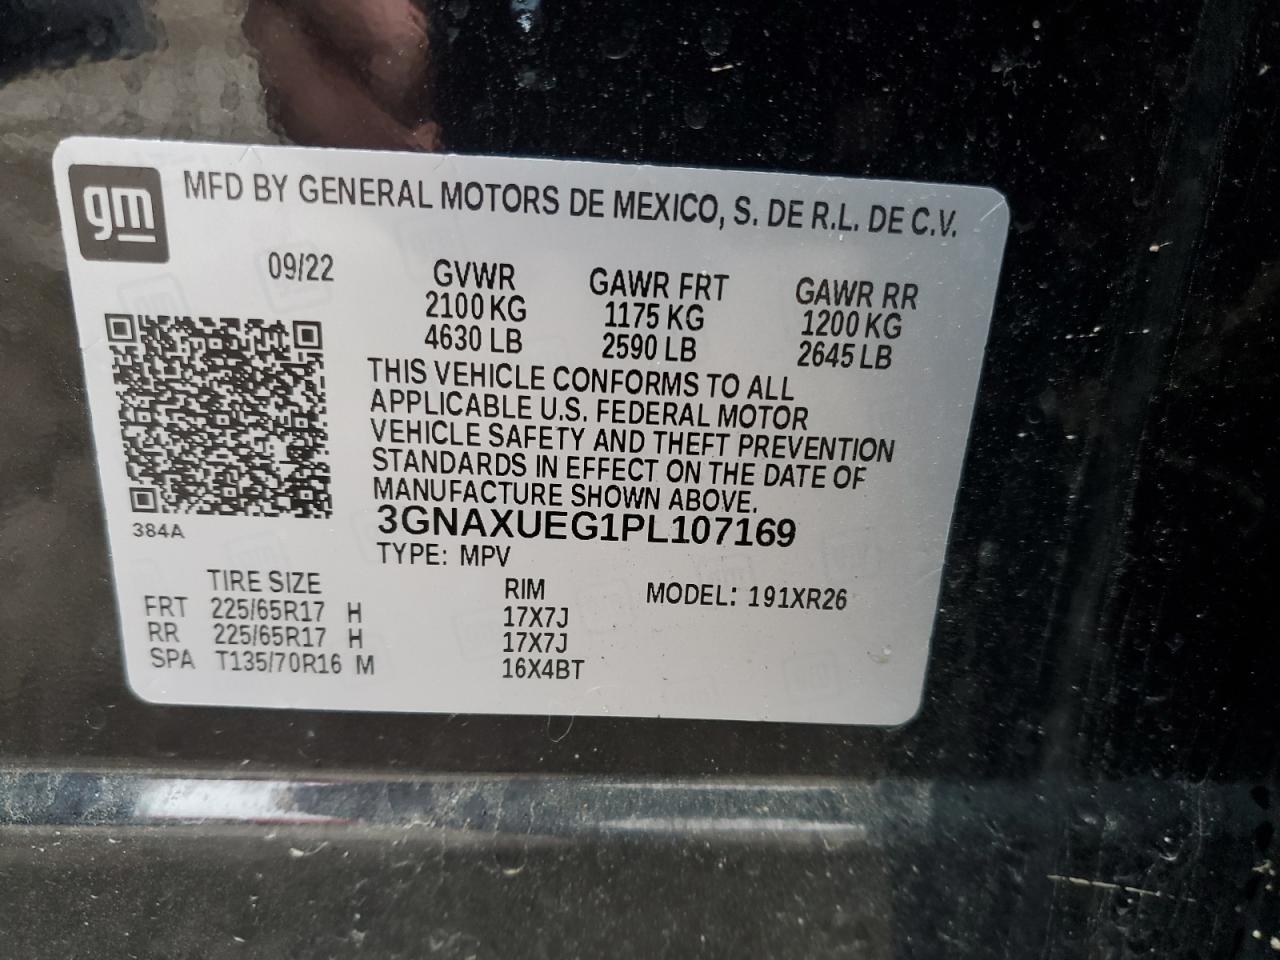 gm
MFD BY GENERAL MOTORS DE MEXICO, S. DE R.L. DE C.V.
09/22
GVWR GAWR FRT GAWR RR
2100 KG 1175 KG 1200 KG
4630 LB 2590 LB 2645 LB
THIS VEHICLE CONFORMS TO ALL
APPLICABLE U.S. FEDERAL MOTOR
VEHICLE SAFETY AND THEFT PREVENTION
STANDARDS IN EFFECT ON THE DATE OF
MANUFACTURE SHOWN ABOVE.
384A
3GNAXUEG1PL107169
TYPE: MPV
TIRE SIZE RIM MODEL: 191XR26
FRT 225/65R17 H 17X7J
RR 225/65R17 H 17X7J
SPA T135/70R16 M 16X4BT